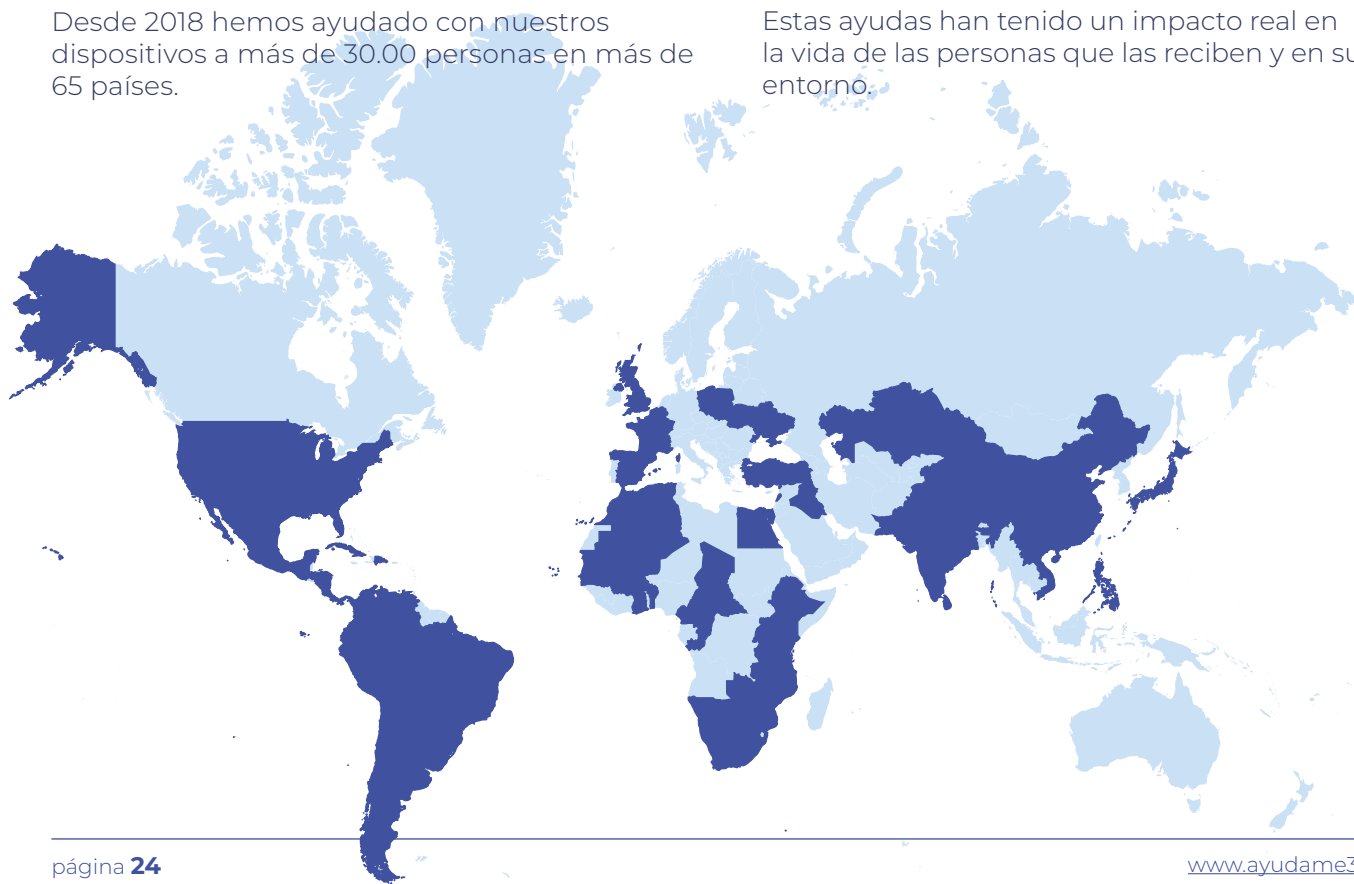 Desde 2018 hemos ayudado con nuestros
dispositivos a más de 30.00 personas en más de
65 países.
Estas ayudas han tenido un impacto real en
la vida de las personas que las reciben y en su
entorno.
página 24
www.ayudame3